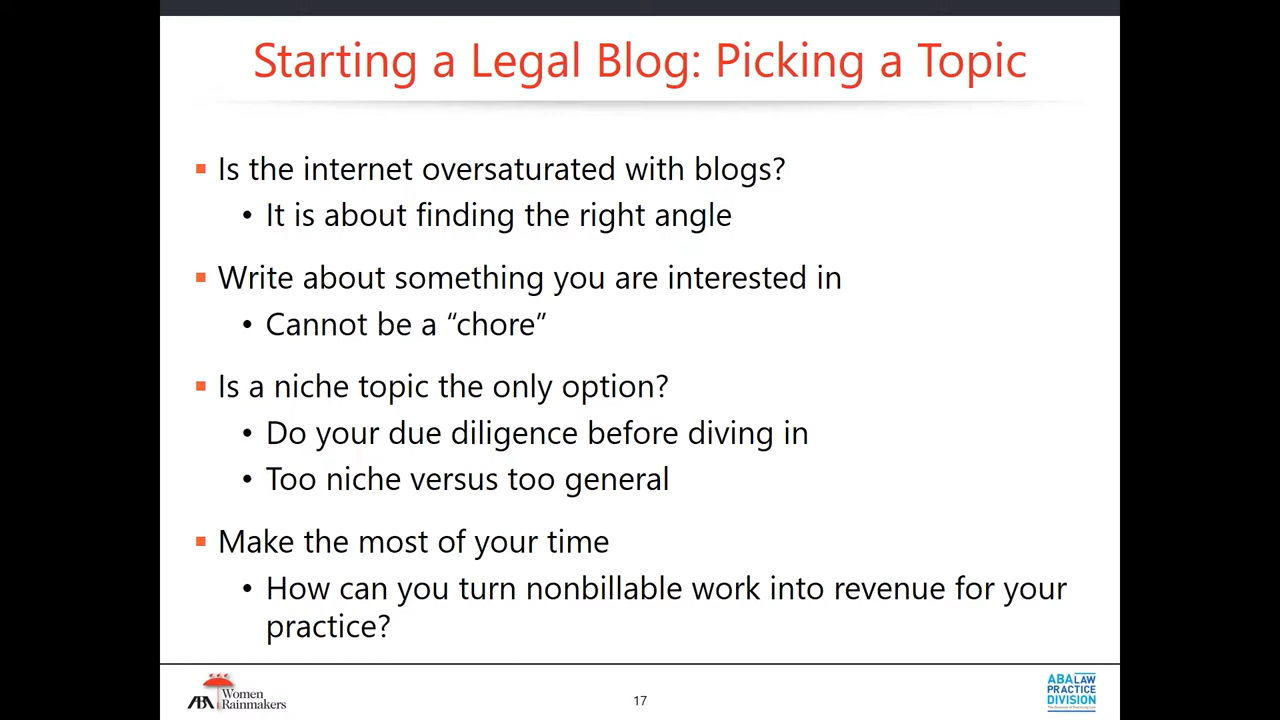 Starting a Legal Blog: Picking a Topic
▪ Is the internet oversaturated with blogs?
• It is about finding the right angle
▪ Write about something you are interested in
• Cannot be a “chore”
▪ Is a niche topic the only option?
• Do your due diligence before diving in
• Too niche versus too general
▪ Make the most of your time
• How can you turn nonbillable work into revenue for your
practice?
ABA Women
Rainmakers
17
ABA LAW
PRACTICE
DIVISION